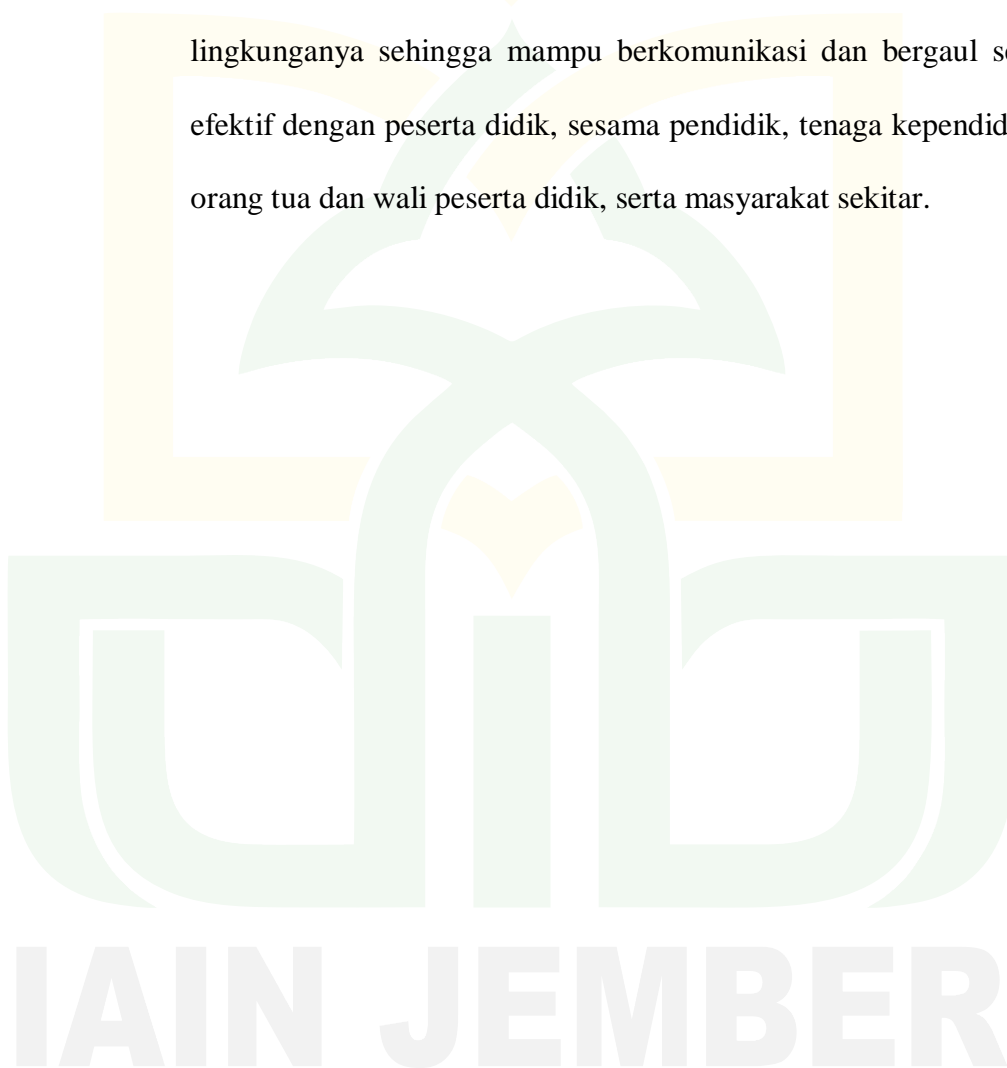 lingkunganya sehingga mampu berkomunikasi dan bergaul
efektif dengan peserta didik, sesama pendidik, tenaga
orang tua dan wali peserta didik, serta masyarakat sekitar.
IAIN JEMBER